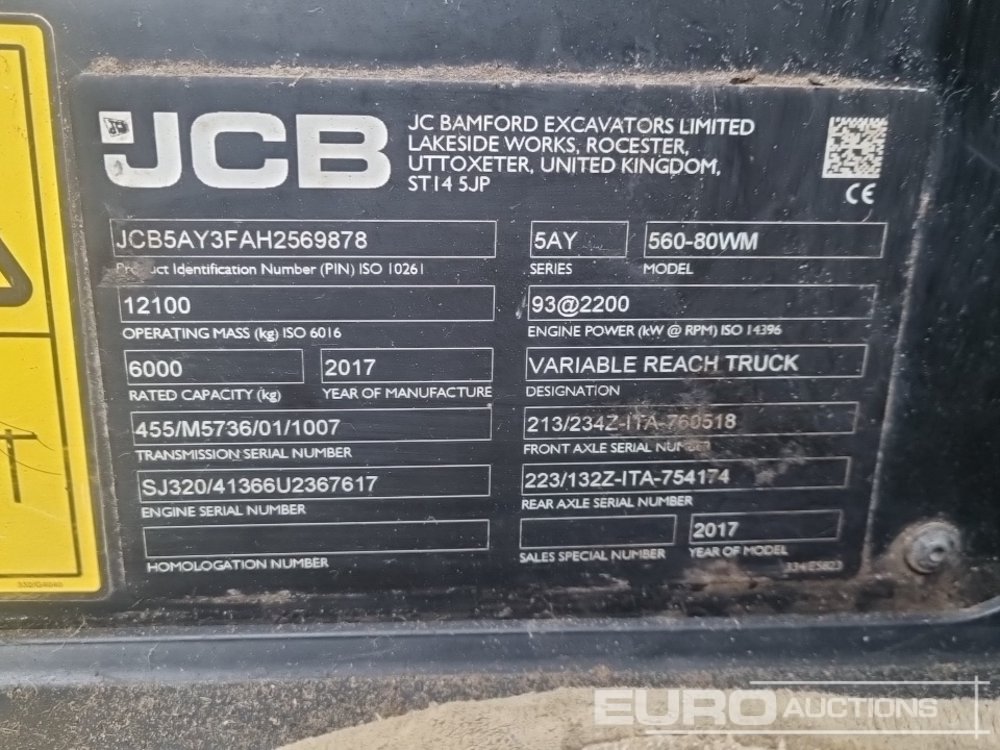 JCB
JC BAMFORD EXCAVATORS LIMITED
LAKESIDE WORKS, ROCESTER,
UTTOXETER, UNITED KINGDOM,
ST14 5JP
CE
JCB5AY3FAH2569878
Product Identification Number (PIN) ISO 10261
5AY
SERIES
560-80WM
MODEL
12100
OPERATING MASS (kg) ISO 6016
93@2200
ENGINE POWER (kW @ RPM) ISO 14396
6000
RATED CAPACITY (kg)
2017
YEAR OF MANUFACTURE
VARIABLE REACH TRUCK
DESIGNATION
455/M5736/01/1007
TRANSMISSION SERIAL NUMBER
213/234Z-ITA-760518
FRONT AXLE SERIAL NUMBER
SJ320/41366U2367617
ENGINE SERIAL NUMBER
223/132Z-ITA-754174
REAR AXLE SERIAL NUMBER
HOMOLOGATION NUMBER
SALES SPECIAL NUMBER
2017
YEAR OF MODEL
EURO AUCTIONS